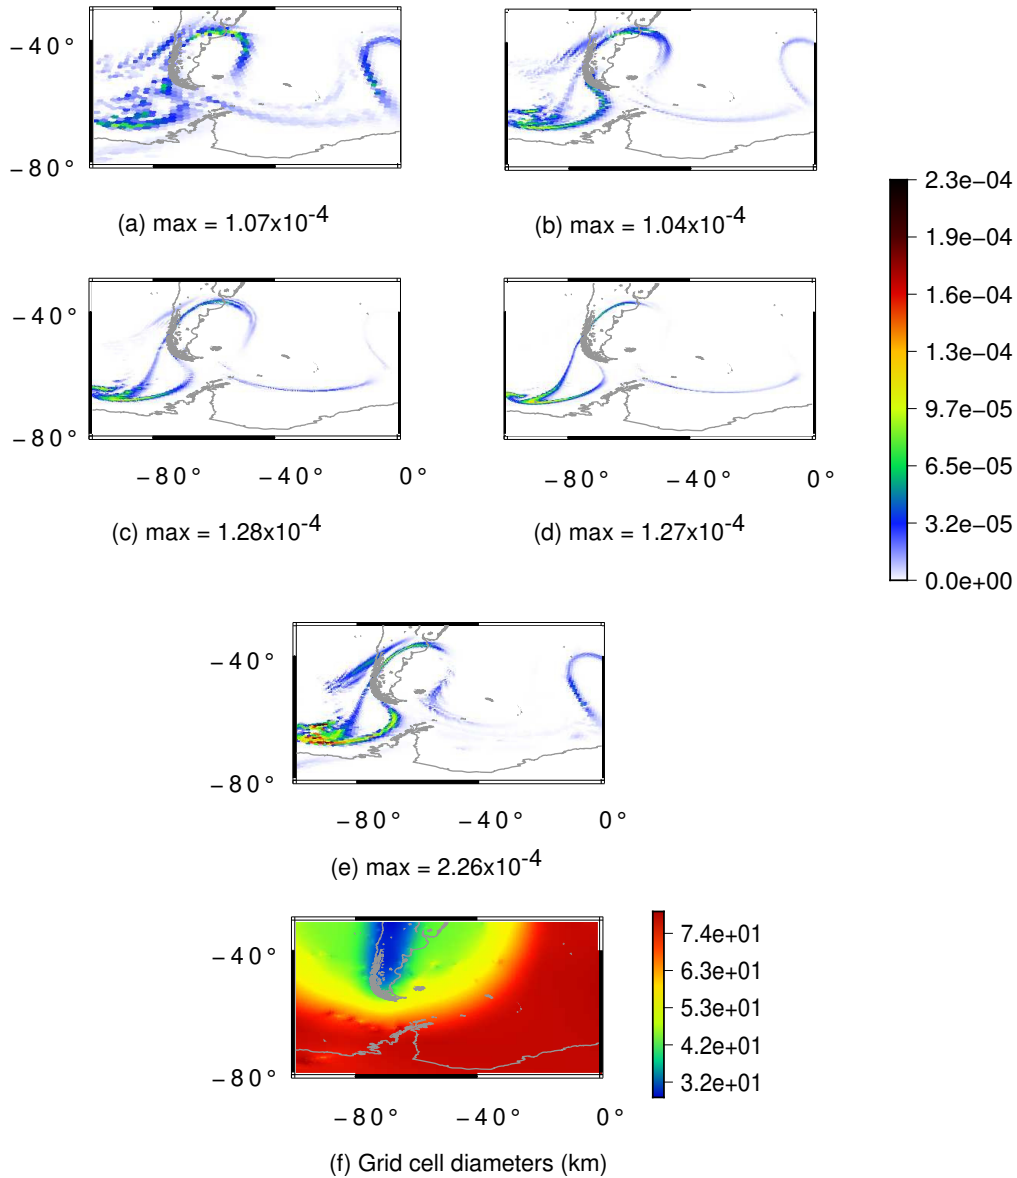 −40°
−80°
(a) max = 1.07x10-4
(b) max = 1.04x10-4
−40°
−80°
−80° −40° 0°
−80° −40° 0°
(c) max = 1.28x10-4
(d) max = 1.27x10-4
2.3e−04
1.9e−04
1.6e−04
1.3e−04
9.7e−05
6.5e−05
3.2e−05
0.0e+00
−40°
−80°
−80° −40° 0°
(e) max = 2.26x10-4
−40°
−80°
−80° −40° 0°
7.4e+01
6.3e+01
5.3e+01
4.2e+01
3.2e+01
(f) Grid cell diameters (km)